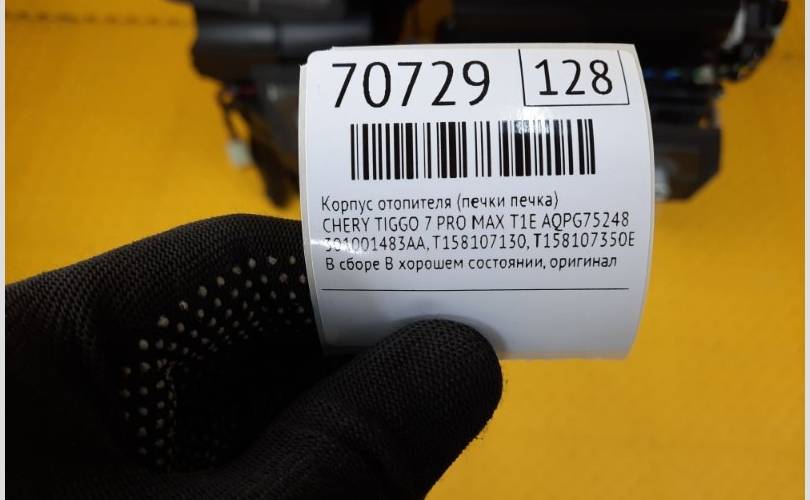 70729 128
Корпус отопителя (печки печка)
CHERY TIGGO 7 PRO MAX T1E AQPG75248
301001483AA, T158107130, T158107350E
В сборе В хорошем состоянии, оригинал